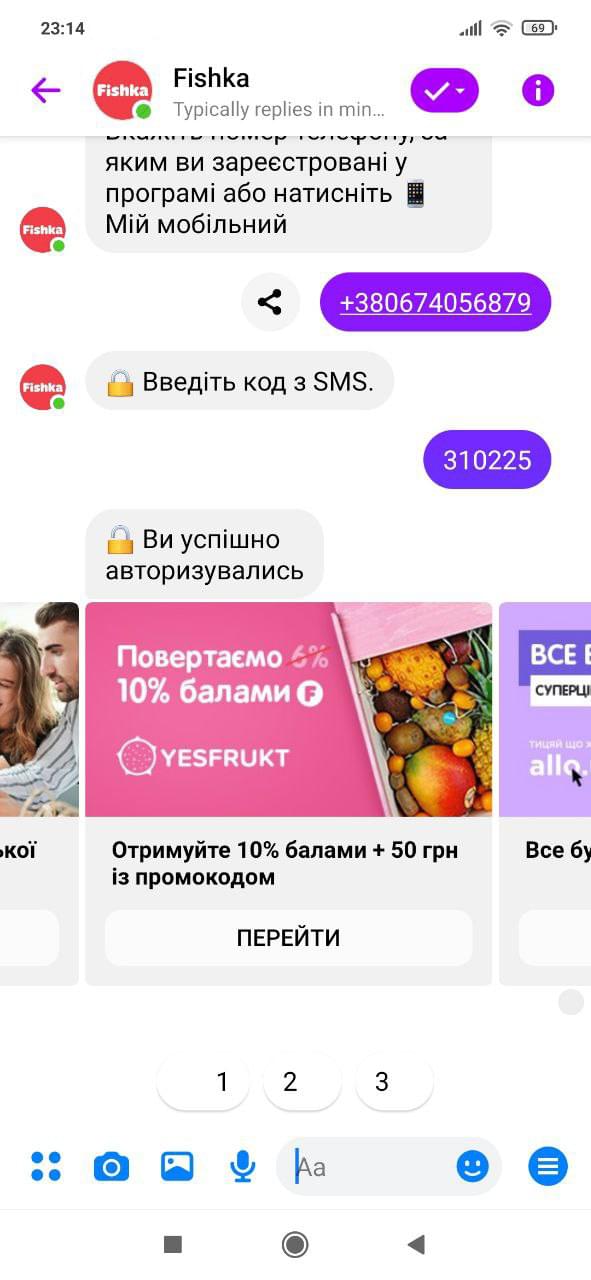 23:14
69
Fishka
Fishka
Typically replies in min...
яким ви зареєстровані у
програмі або натисніть 📱
Мій мобільний
Fishka
+380674056879
Fishka
🔒 Введіть код з SMS.
310225
🔒 Ви успішно
авторизувались
Повертаємо 6%
10% балами F
YESFRUKT
ВСЕ
СУПЕРЦІ
тицяй що
allo.
ької
Отримуйте 10% балами + 50 грн
із промокодом
Все бу
ПЕРЕЙТИ
1
2
3
Aa